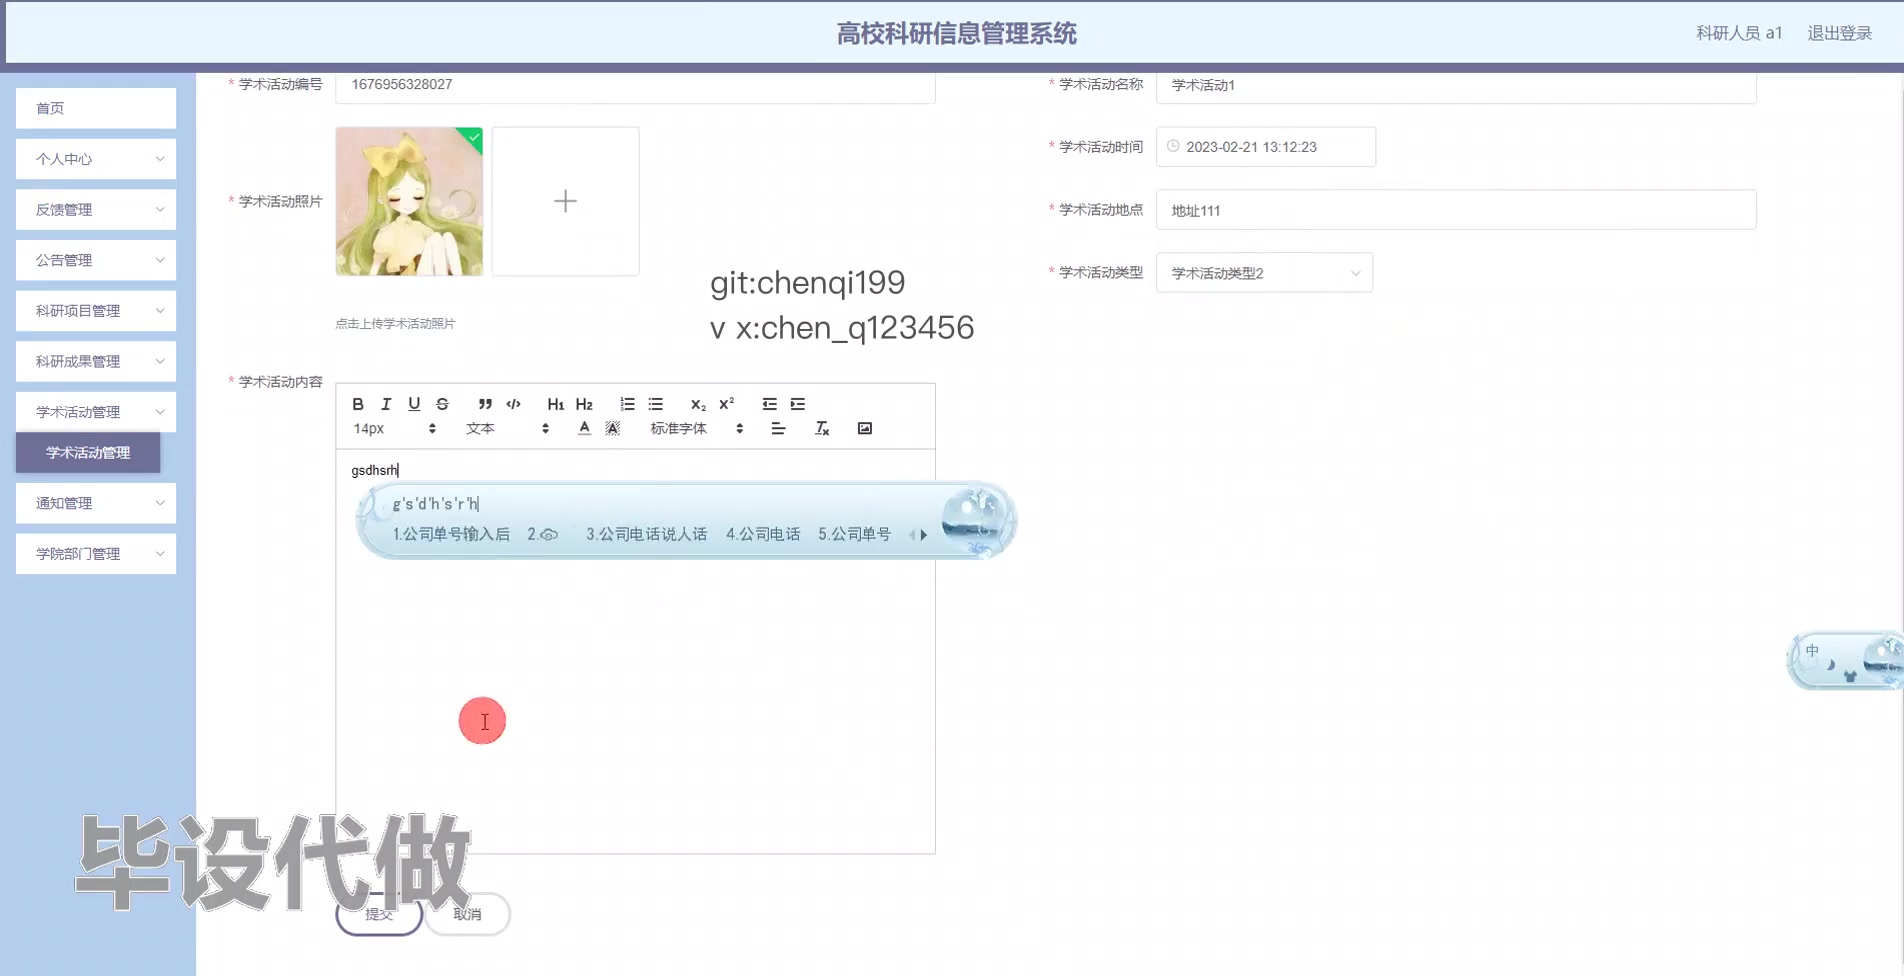 高校科研信息管理系统
科研人员 a1 退出登录
首页
个人中心
反馈管理
公告管理
科研项目管理
科研成果管理
学术活动管理
学术活动管理
通知管理
学院部门管理
* 学术活动编号 1676956328027
* 学术活动名称 学术活动1
* 学术活动照片
点击上传学术活动照片
* 学术活动时间 2023-02-21 13:12:23
* 学术活动地点 地址111
* 学术活动类型 学术活动类型2
git:chenqi199
v x:chen_q123456
* 学术活动内容
B I U S ” </> H1 H2 X2 X2
14px 文本 A A 标准字体 Tx
gsdhsrh
g's'd'h's'r'h
1.公司单号输入后 2. 3.公司电话说人话 4.公司电话 5.公司单号
中
毕设代做
提交 取消